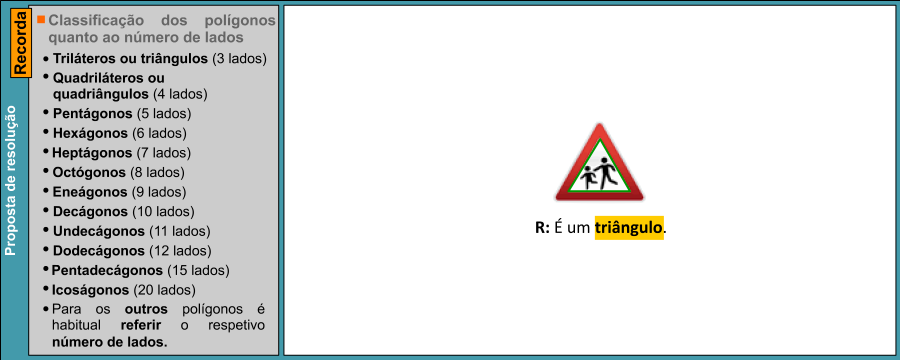 Proposta de resolução
Recorda
Classificação dos polígonos
quanto ao número de lados
• Triláteros ou triângulos (3 lados)
• Quadriláteros ou
quadriângulos (4 lados)
• Pentágonos (5 lados)
• Hexágonos (6 lados)
• Heptágonos (7 lados)
• Octógonos (8 lados)
• Eneágonos (9 lados)
• Decágonos (10 lados)
• Undecágonos (11 lados)
• Dodecágonos (12 lados)
• Pentadecágonos (15 lados)
• Icoságonos (20 lados)
• Para os outros polígonos é
habitual referir o respetivo
número de lados.
R: É um triângulo.